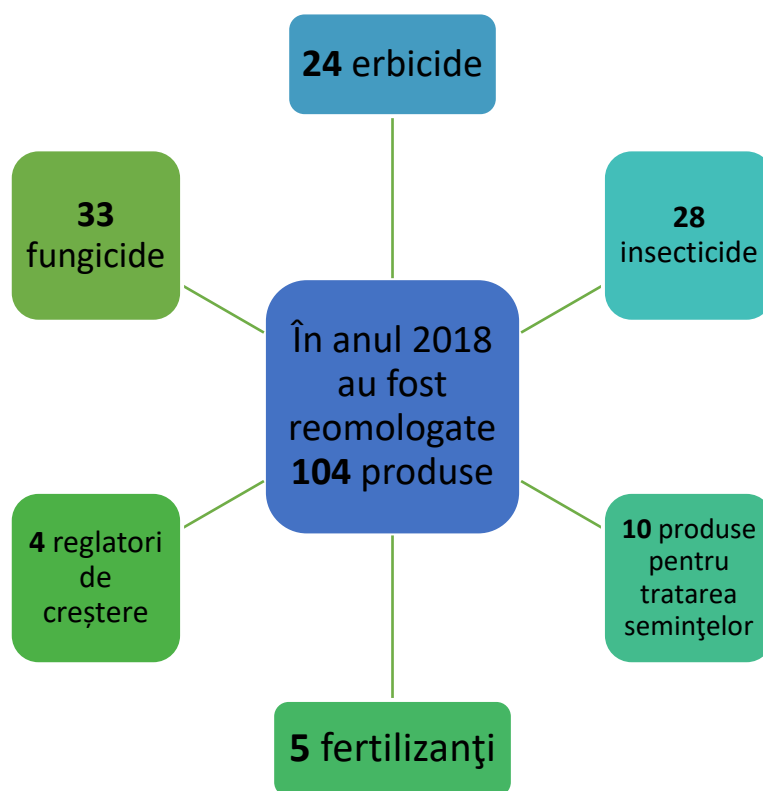 24 erbicide
33
fungicide
28
insecticide
În anul 2018
au fost
reomologate
104 produse
4 reglatori
de
creștere
10 produse
pentru
tratarea
seminţelor
5 fertilizanţi